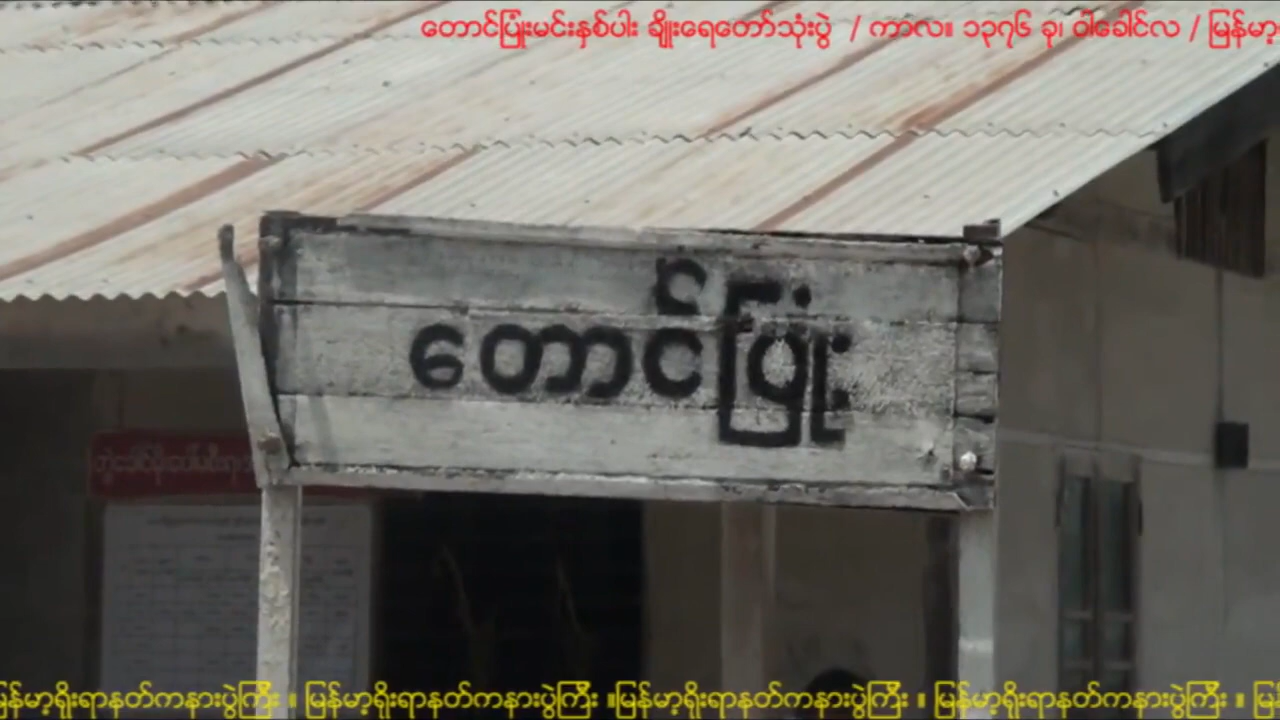 တောင်ပြုံးမင်းနှစ်ပါး ချိုးရေတော်သုံးပွဲ / ကာလ။ ၁၃၇၆ ခု၊ ဝါခေါင်လ / မြန်မာ့
တောင်ပြုံး
မြန်မာ့ရိုးရာနတ်ကနားပွဲကြီး ။ မြန်မာ့ရိုးရာနတ်ကနားပွဲကြီး ။မြန်မာ့ရိုးရာနတ်ကနားပွဲကြီး ။ မြန်မာ့ရိုးရာနတ်ကနားပွဲကြီး ။